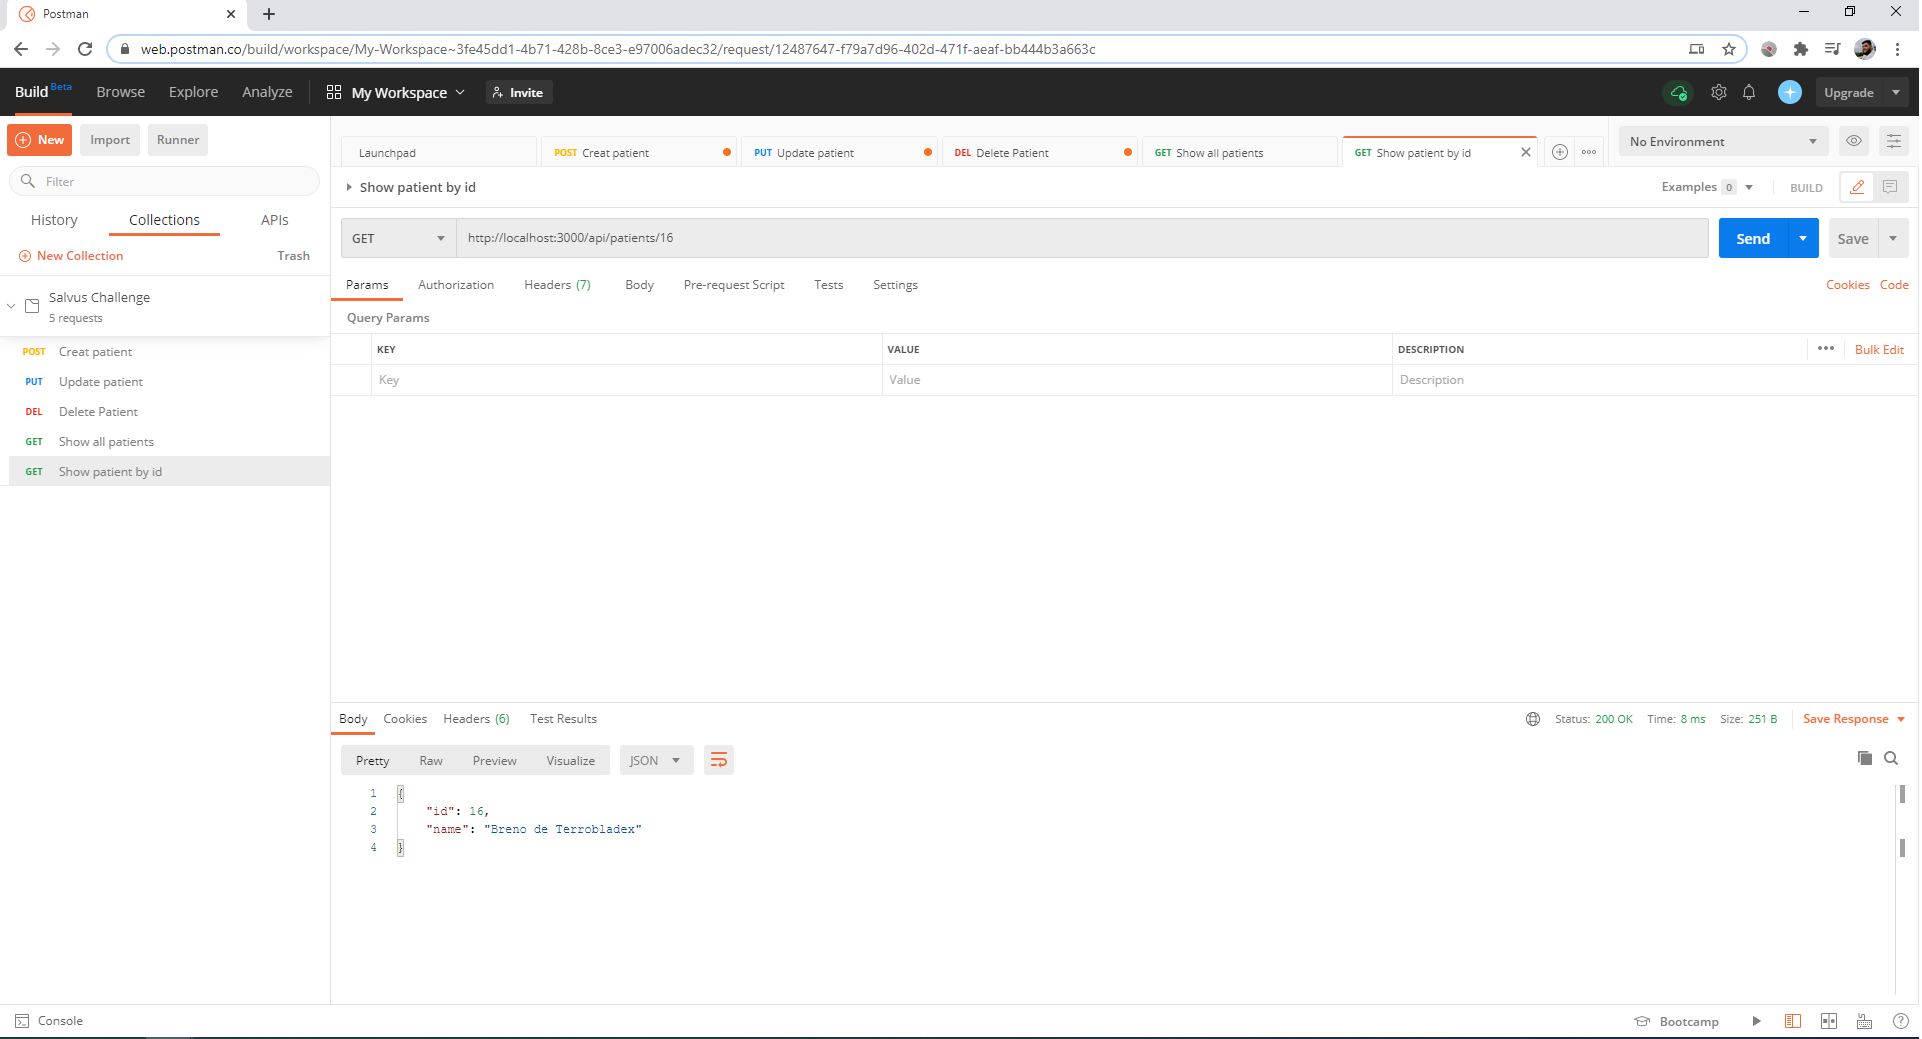 Postman
web.postman.co/build/workspace/My-Workspace~3fe45dd1-4b71-428b-8ce3-e97006adec32/request/12487647-f79a7d96-402d-471f-aeaf-bb444b3a663c
Build Beta Browse Explore Analyze My Workspace Invite Upgrade
New Import Runner
Launchpad POST Creat patient PUT Update patient DEL Delete Patient GET Show all patients GET Show patient by id No Environment
Filter
Show patient by id Examples 0 BUILD
History Collections APIs
GET http://localhost:3000/api/patients/16 Send Save
New Collection Trash
Params Authorization Headers (7) Body Pre-request Script Tests Settings Cookies Code
Salvus Challenge
5 requests
Query Params
KEY VALUE DESCRIPTION Bulk Edit
Key Value Description
POST Creat patient
PUT Update patient
DEL Delete Patient
GET Show all patients
GET Show patient by id
Body Cookies Headers (6) Test Results Status: 200 OK Time: 8 ms Size: 251 B Save Response
Pretty Raw Preview Visualize JSON
1 {
2 "id": 16,
3 "name": "Breno de Terrobladex"
4 }
Console Bootcamp